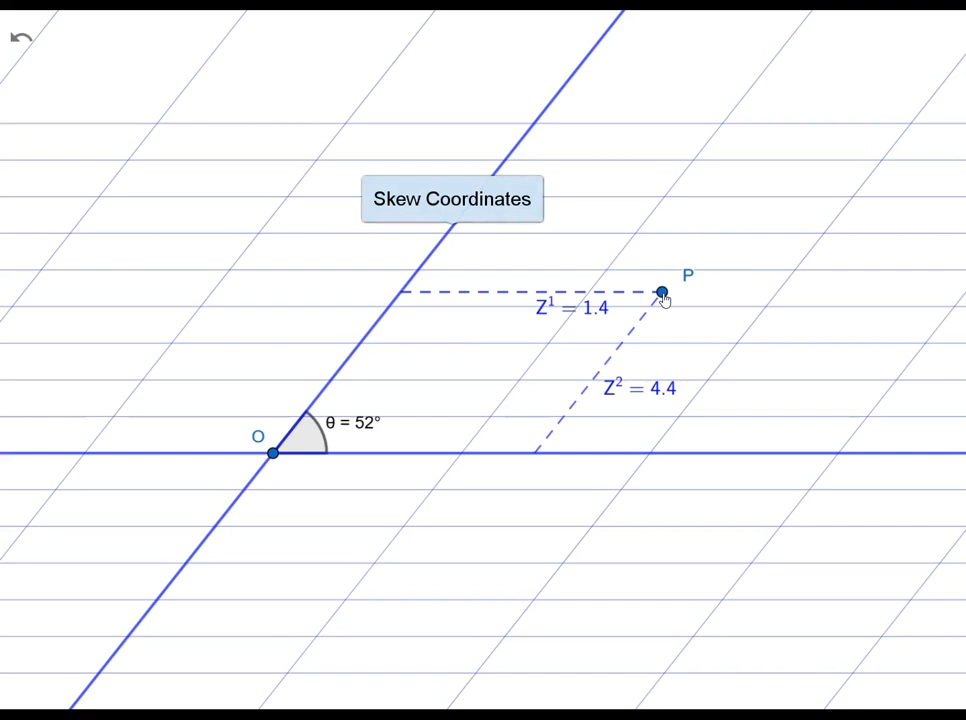 Skew Coordinates
P
Z¹ = 1.4
Z² = 4.4
θ = 52°
O